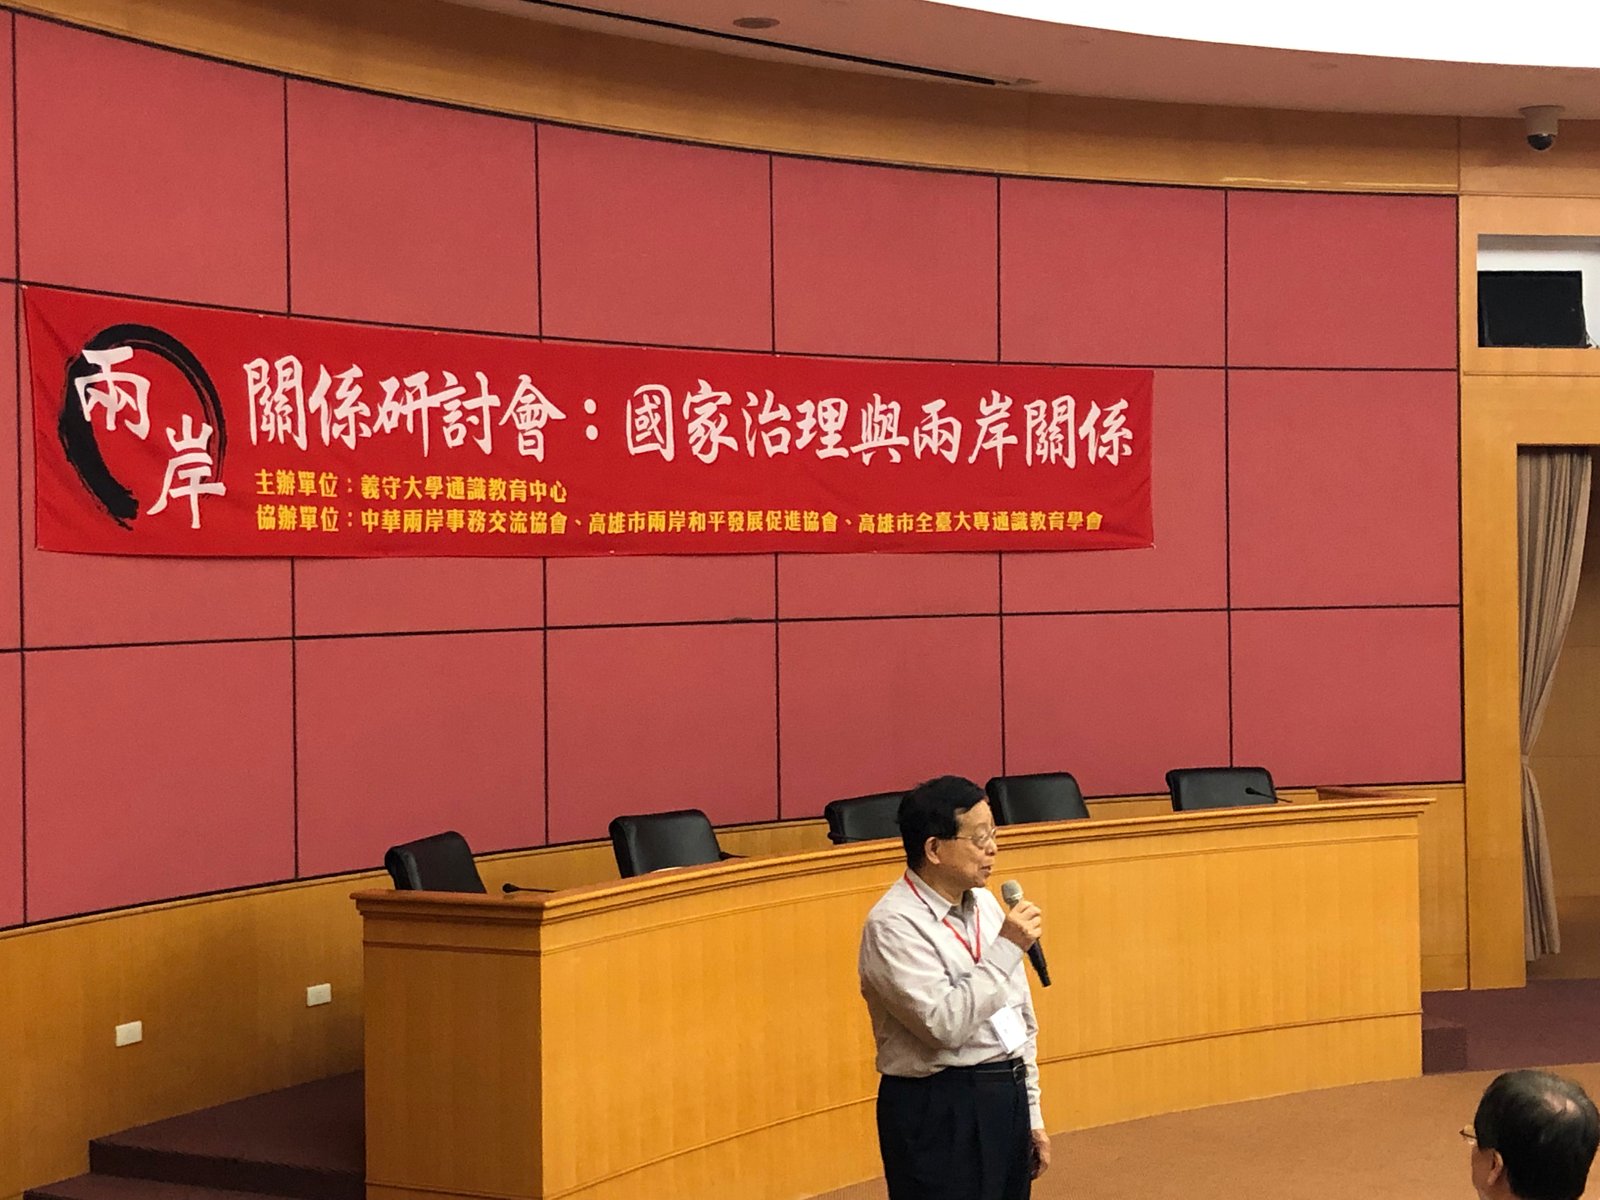 兩岸關係研討會：國家治理與兩岸關係
主辦單位：義守大學通識教育中心
協辦單位：中華兩岸事務交流協會、高雄市兩岸和平發展促進協會、高雄市全臺大專通識教育學會